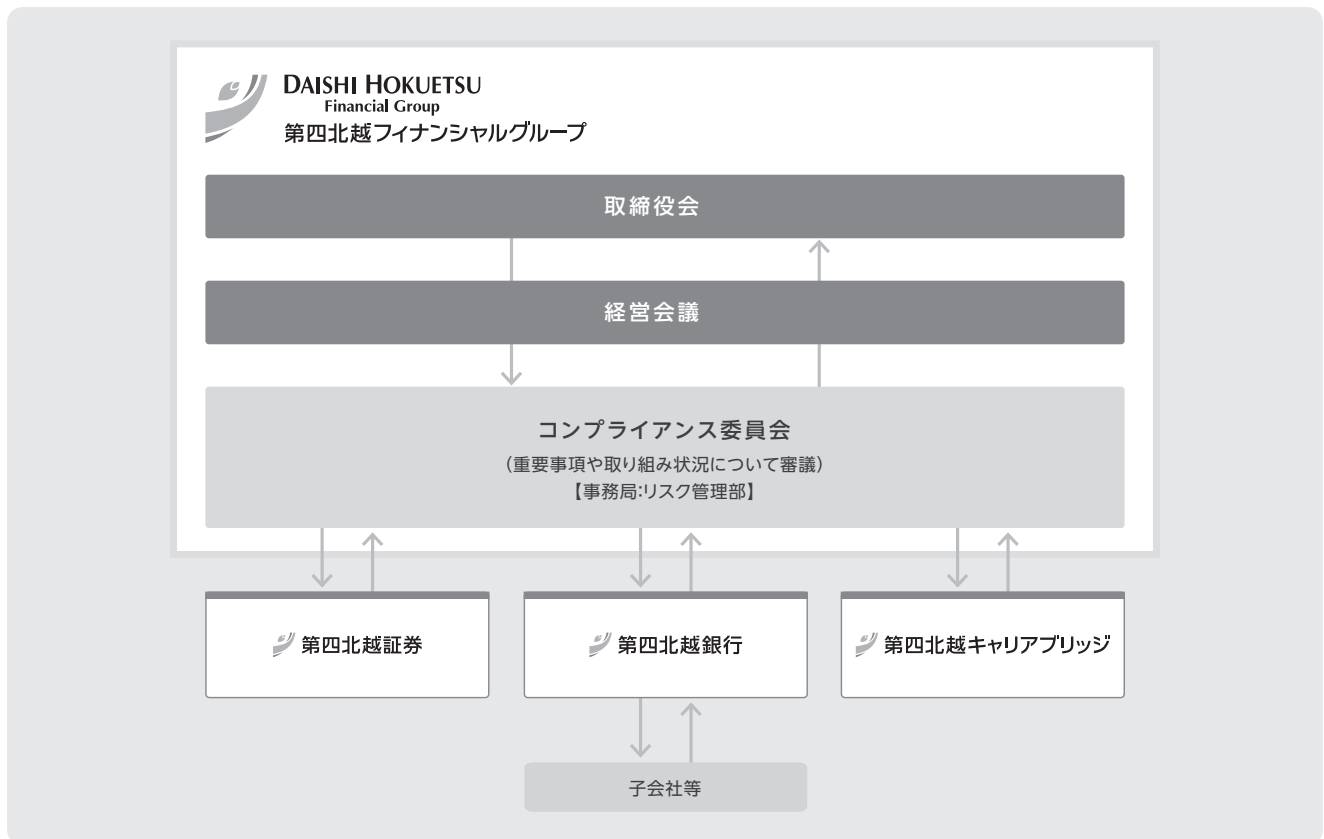 DAISHI HOKUETSU
Financial Group
第四北越フィナンシャルグループ
取締役会
経営会議
コンプライアンス委員会
(重要事項や取り組み状況について審議)
【事務局:リスク管理部】
第四北越証券
第四北越銀行
第四北越キャリアブリッジ
子会社等